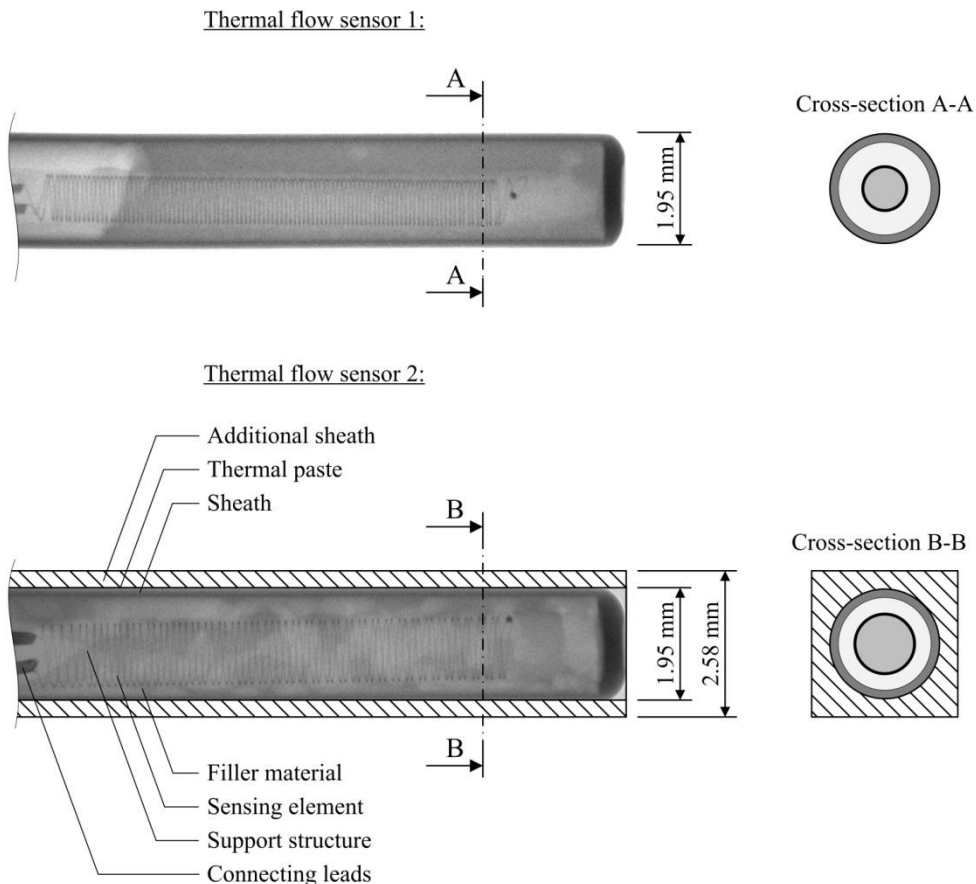 Thermal flow sensor 1:
A
Cross-section A-A
1.95 mm
A
Thermal flow sensor 2:
Additional sheath
Thermal paste
Sheath
B
Cross-section B-B
1.95 mm
2.58 mm
B
Filler material
Sensing element
Support structure
Connecting leads